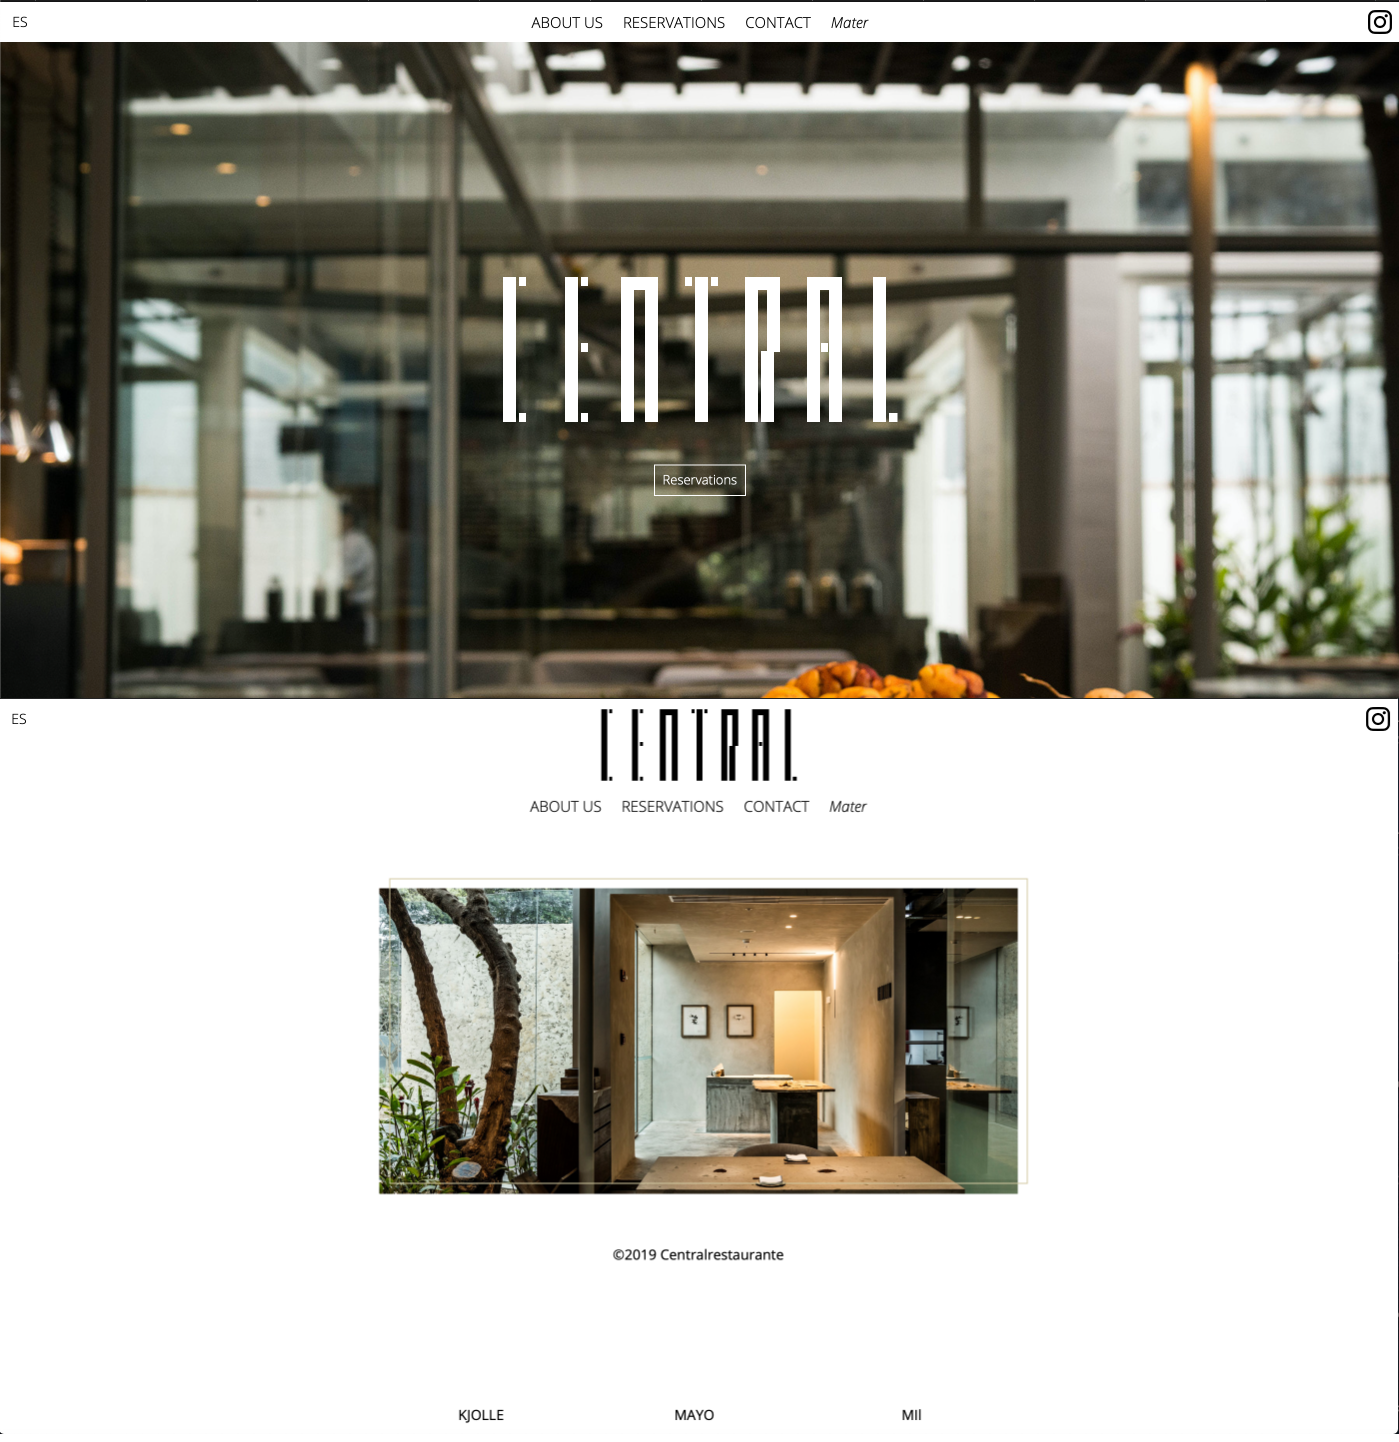 ES ABOUT US RESERVATIONS CONTACT Mater
CENTRAL
Reservations
ES
CENTRAL
ABOUT US RESERVATIONS CONTACT Mater
©2019 Centralrestaurante
KJOLLE MAYO MIl